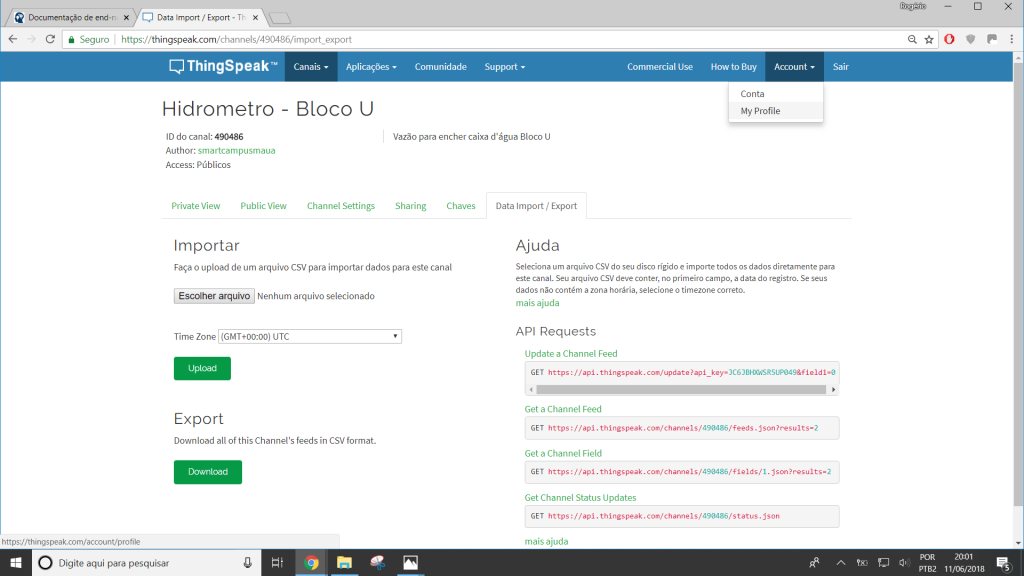 Rogério
Documentação de end-n
Data Import / Export - Th
Seguro
https://thingspeak.com/channels/490486/import_export
ThingSpeak™
Canais
Aplicações
Comunidade
Support
Commercial Use
How to Buy
Account
Sair
Conta
My Profile
Hidrometro - Bloco U
ID do canal: 490486
Vazão para encher caixa d'água Bloco U
Author: smartcampusmaua
Access: Públicos
Private View
Public View
Channel Settings
Sharing
Chaves
Data Import / Export
Importar
Faça o upload de um arquivo CSV para importar dados para este canal
Escolher arquivo Nenhum arquivo selecionado
Time Zone (GMT+00:00) UTC
Upload
Export
Download all of this Channel's feeds in CSV format.
Download
Ajuda
Seleciona um arquivo CSV do seu disco rígido e importe todos os dados diretamente para
este canal. Seu arquivo CSV deve conter, no primeiro campo, a data do registro. Se seus
dados não contém a zona horária, selecione o timezone correto.
mais ajuda
API Requests
Update a Channel Feed
GET https://api.thingspeak.com/update?api_key=JC6JBHXWSR5UP049&field1=0
Get a Channel Feed
GET https://api.thingspeak.com/channels/490486/feeds.json?results=2
Get a Channel Field
GET https://api.thingspeak.com/channels/490486/fields/1.json?results=2
Get Channel Status Updates
GET https://api.thingspeak.com/channels/490486/status.json
mais ajuda
https://thingspeak.com/account/profile
Digite aqui para pesquisar
POR
PTB2
20:01
11/06/2018
5